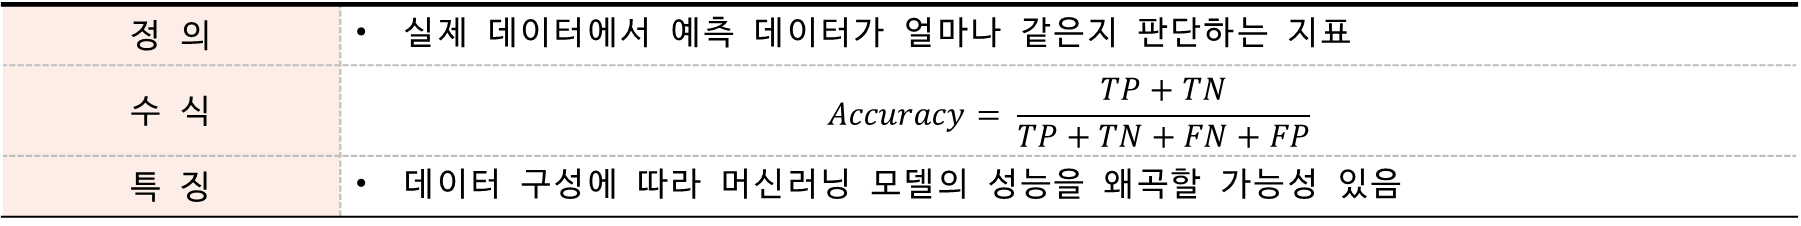 정 의
• 실제 데이터에서 예측 데이터가 얼마나 같은지 판단하는 지표
수 식
Accuracy = (TP + TN) / (TP + TN + FN + FP)
특 징
• 데이터 구성에 따라 머신러닝 모델의 성능을 왜곡할 가능성 있음